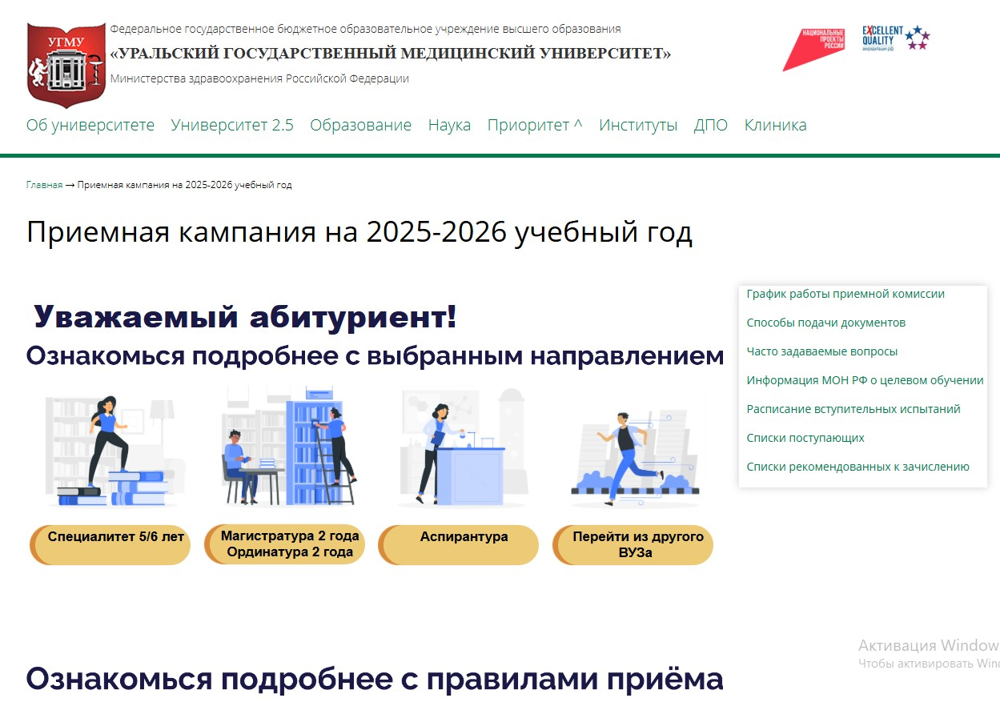 УГМУ
Федеральное государственное бюджетное образовательное учреждение высшего образования
«УРАЛЬСКИЙ ГОСУДАРСТВЕННЫЙ МЕДИЦИНСКИЙ УНИВЕРСИТЕТ»
Министерства здравоохранения Российской Федерации
НАЦИОНАЛЬНЫЕ
ПРОЕКТЫ
РОССИИ
EXCELLENT
QUALITY
аккредитация.рф
Об университете Университет 2.5 Образование Наука Приоритет ^ Институты ДПО Клиника
Главная → Приемная кампания на 2025-2026 учебный год
Приемная кампания на 2025-2026 учебный год
Уважаемый абитуриент!
Ознакомься подробнее с выбранным направлением
Специалитет 5/6 лет
Магистратура 2 года
Ординатура 2 года
Аспирантура
Перейти из другого
ВУЗа
График работы приемной комиссии
Способы подачи документов
Часто задаваемые вопросы
Информация МОН РФ о целевом обучении
Расписание вступительных испытаний
Списки поступающих
Списки рекомендованных к зачислению
Активация Window
Чтобы активировать Wind
Ознакомься подробнее с правилами приёма